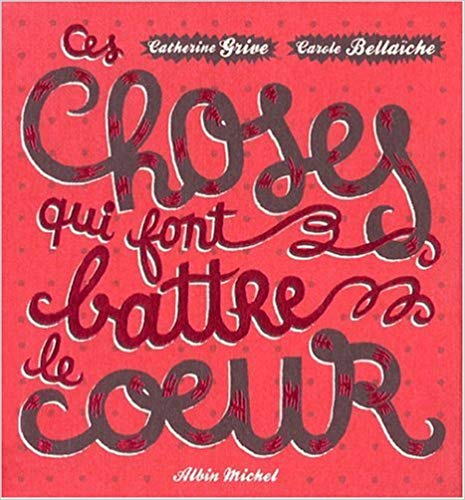 Catherine Grive Carole Bellaïche
Ces
Choses
qui font
battre
le
coeur
Albin Michel